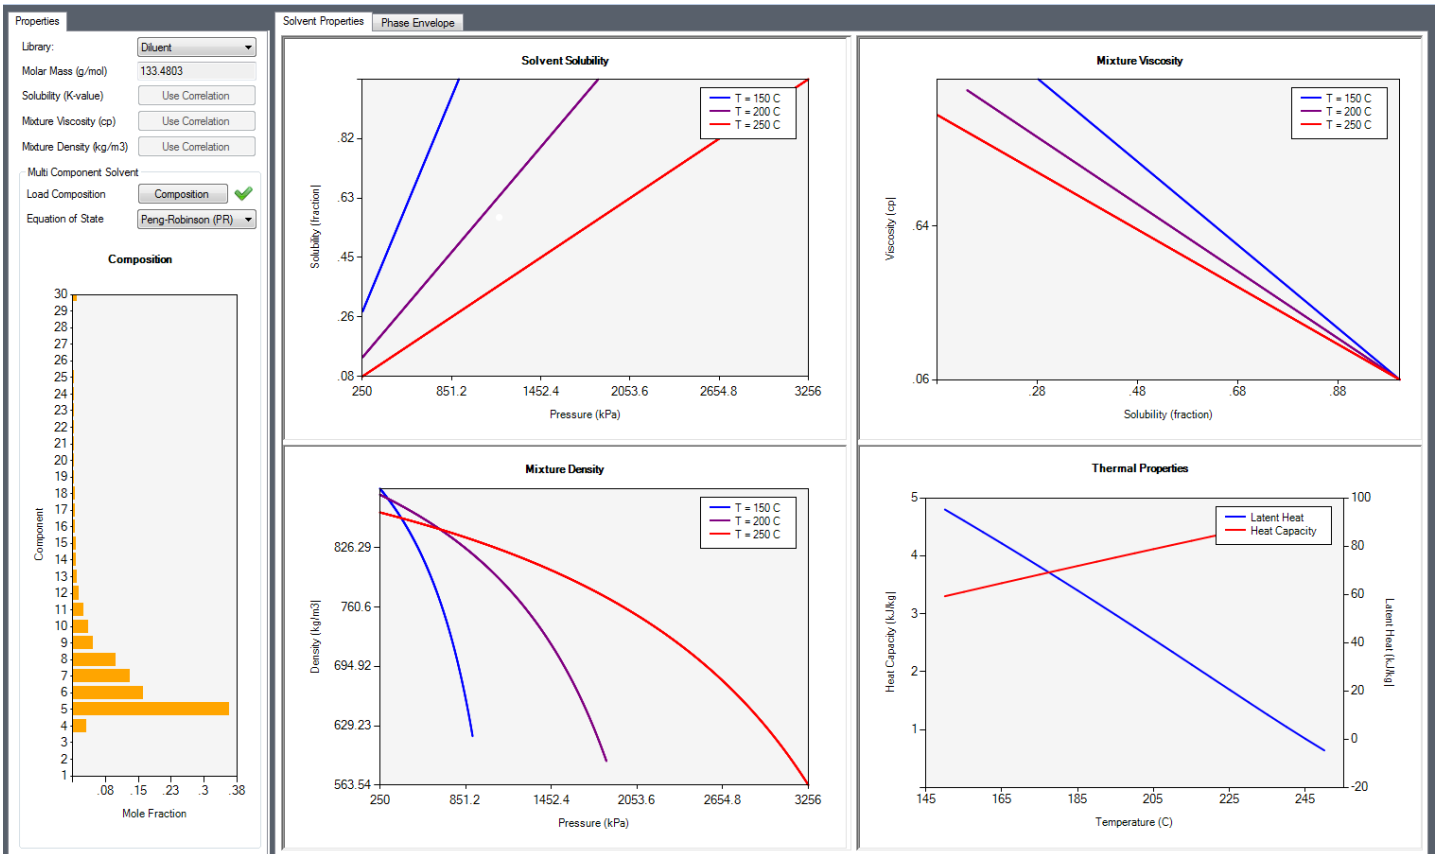 Properties
Library: Diluent
Molar Mass (g/mol) 133.4803
Solubility (K-value) Use Correlation
Mixture Viscosity (cp) Use Correlation
Mixture Density (kg/m3) Use Correlation
Multi Component Solvent
Load Composition Composition
Equation of State Peng-Robinson (PR)
Composition
30
29
28
27
26
25
24
23
22
21
20
19
18
17
16
15
14
13
12
11
10
9
8
7
6
5
4
3
2
1
Component
.08 .15 .23 .3 .38
Mole Fraction
Solvent Properties Phase Envelope
Solvent Solubility
T = 150 C
T = 200 C
T = 250 C
.82
.63
.45
.26
.08
Solubility [fraction]
250 851.2 1452.4 2053.6 2654.8 3256
Pressure (kPa)
Mixture Viscosity
T = 150 C
T = 200 C
T = 250 C
.64
.06
Viscosity [cp]
.28 .48 .68 .88
Solubility (fraction)
Mixture Density
T = 150 C
T = 200 C
T = 250 C
826.29
760.6
694.92
629.23
563.54
Density [kg/m3]
250 851.2 1452.4 2053.6 2654.8 3256
Pressure (kPa)
Thermal Properties
Latent Heat
Heat Capacity
5
4
3
2
1
Heat Capacity [kJ/kg]
100
80
60
40
20
0
-20
Latent Heat [kJ/kg]
145 165 185 205 225 245
Temperature (C)